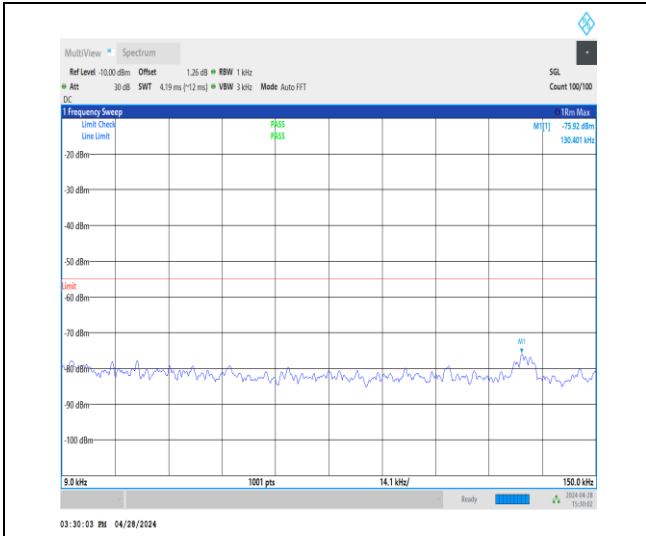 MultiView Spectrum
Ref Level -10.00 dBm Offset 1.26 dB RBW 1 kHz SGL
Att 30 dB SWT 4.19 ms (~12 ms) VBW 3 kHz Mode Auto FFT Count 100/100
DC
1 Frequency Sweep 1Rm Max
Limit Check PASS M1[1] -75.92 dBm
Line Limit PASS 130.401 kHz
-20 dBm
-30 dBm
-40 dBm
-50 dBm
Limit
-60 dBm
-70 dBm
M1
-80 dBm
-90 dBm
-100 dBm
9.0 kHz 1001 pts 14.1 kHz/ 150.0 kHz
Ready 2024-04-28
15:30:02
03:30:03 PM 04/28/2024